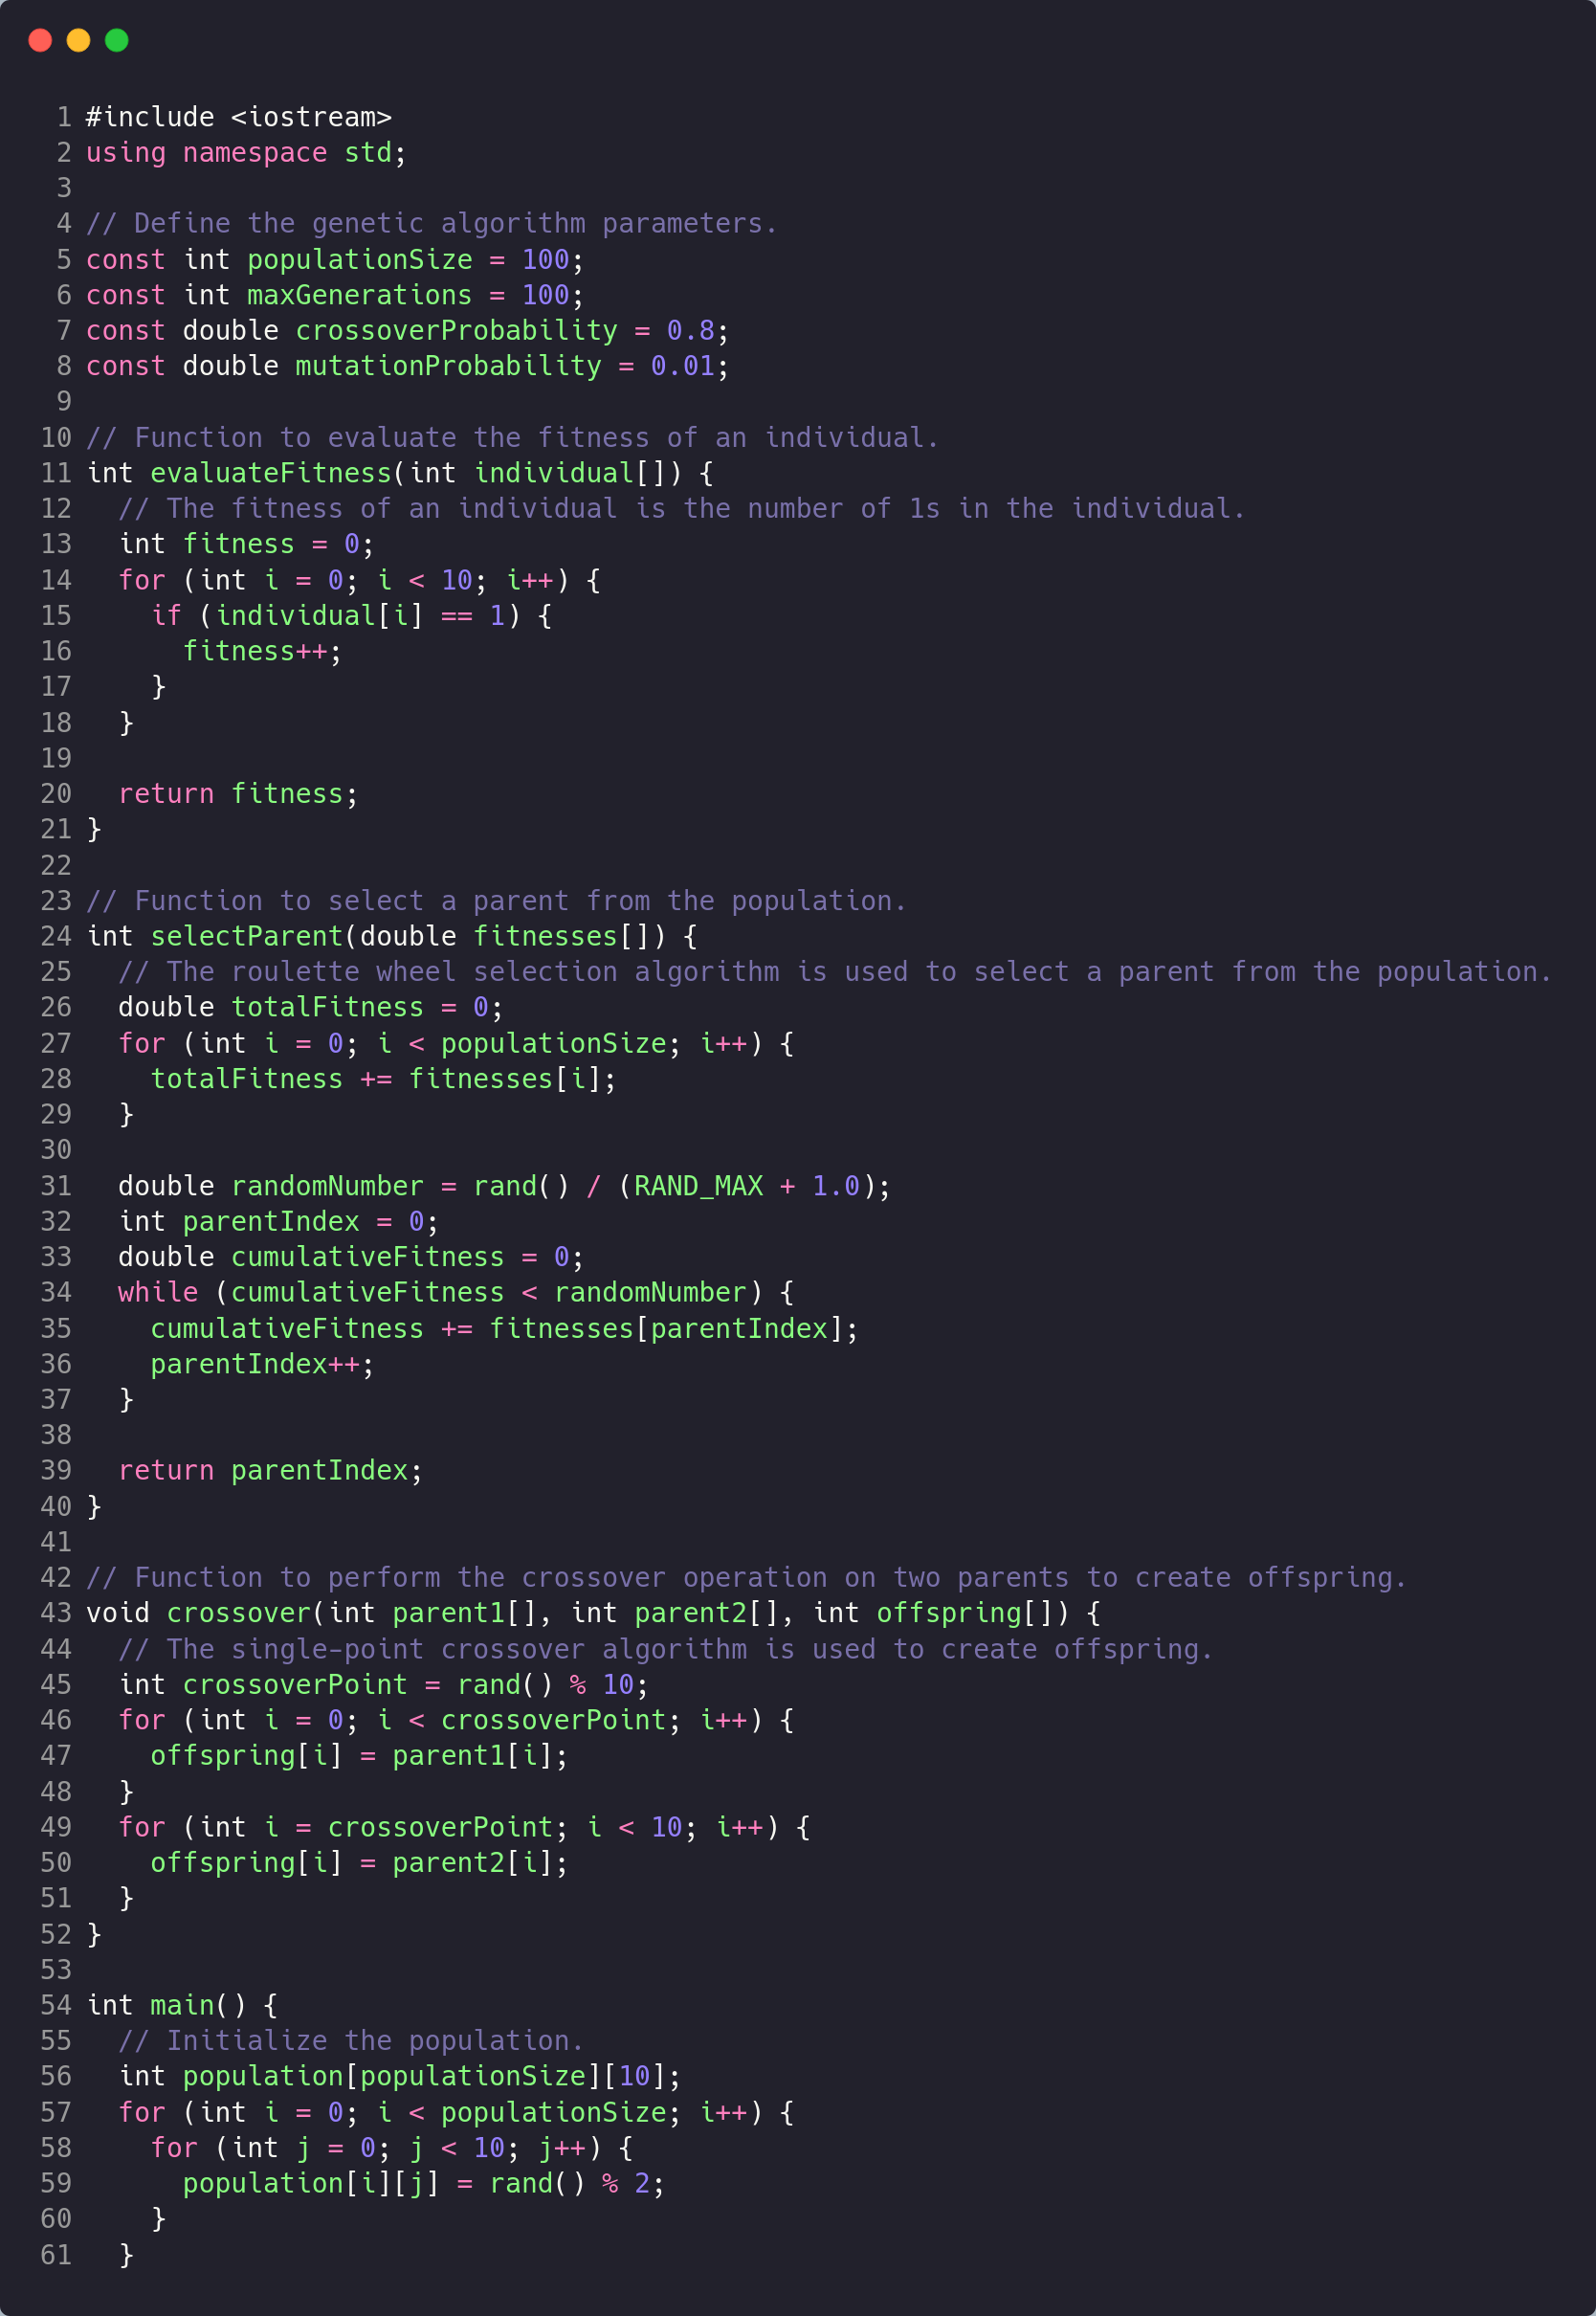 1 #include <iostream>
2 using namespace std;
3
4 // Define the genetic algorithm parameters.
5 const int populationSize = 100;
6 const int maxGenerations = 100;
7 const double crossoverProbability = 0.8;
8 const double mutationProbability = 0.01;
9
10 // Function to evaluate the fitness of an individual.
11 int evaluateFitness(int individual[]) {
12   // The fitness of an individual is the number of 1s in the individual.
13   int fitness = 0;
14   for (int i = 0; i < 10; i++) {
15     if (individual[i] == 1) {
16       fitness++;
17     }
18   }
19
20   return fitness;
21 }
22
23 // Function to select a parent from the population.
24 int selectParent(double fitnesses[]) {
25   // The roulette wheel selection algorithm is used to select a parent from the population.
26   double totalFitness = 0;
27   for (int i = 0; i < populationSize; i++) {
28     totalFitness += fitnesses[i];
29   }
30
31   double randomNumber = rand() / (RAND_MAX + 1.0);
32   int parentIndex = 0;
33   double cumulativeFitness = 0;
34   while (cumulativeFitness < randomNumber) {
35     cumulativeFitness += fitnesses[parentIndex];
36     parentIndex++;
37   }
38
39   return parentIndex;
40 }
41
42 // Function to perform the crossover operation on two parents to create offspring.
43 void crossover(int parent1[], int parent2[], int offspring[]) {
44   // The single-point crossover algorithm is used to create offspring.
45   int crossoverPoint = rand() % 10;
46   for (int i = 0; i < crossoverPoint; i++) {
47     offspring[i] = parent1[i];
48   }
49   for (int i = crossoverPoint; i < 10; i++) {
50     offspring[i] = parent2[i];
51   }
52 }
53
54 int main() {
55   // Initialize the population.
56   int population[populationSize][10];
57   for (int i = 0; i < populationSize; i++) {
58     for (int j = 0; j < 10; j++) {
59       population[i][j] = rand() % 2;
60     }
61   }